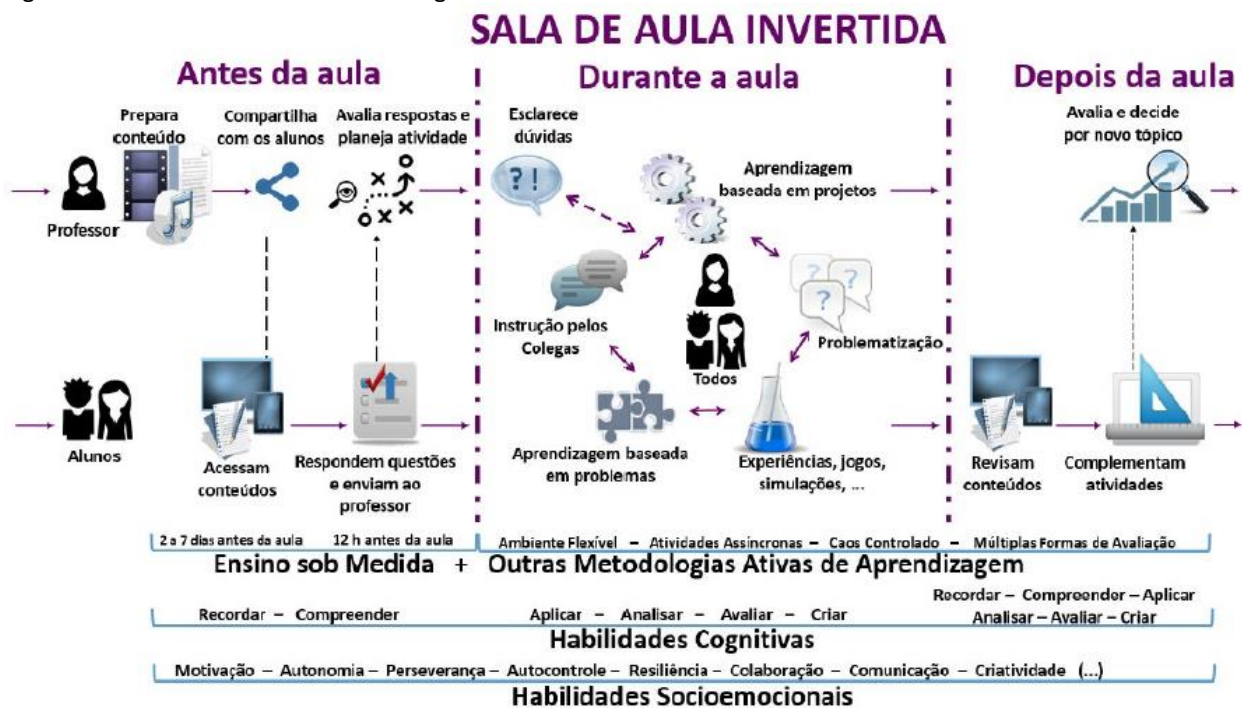 SALA DE AULA INVERTIDA
Antes da aula
Durante a aula
Depois da aula
Prepara
conteúdo
Compartilha
com os alunos
Avalia respostas e
planeja atividade
Professor
Esclarece
dúvidas
?!
Aprendizagem
baseada em projetos
Avalia e decide
por novo tópico
Instrução pelos
Colegas
?
?
?
Problematização
Todos
Alunos
Acessam
conteúdos
Respondem questões
e enviam ao
professor
Aprendizagem baseada
em problemas
Experiências, jogos,
simulações, ...
Revisam
conteúdos
Complementam
atividades
2 a 7 dias antes da aula
12 h antes da aula
Ambiente Flexível – Atividades Assíncronas – Caos Controlado – Múltiplas Formas de Avaliação
Ensino sob Medida + Outras Metodologias Ativas de Aprendizagem
Recordar – Compreender
Aplicar – Analisar – Avaliar – Criar
Recordar – Compreender – Aplicar
Analisar – Avaliar – Criar
Habilidades Cognitivas
Motivação – Autonomia – Perseverança – Autocontrole – Resiliência – Colaboração – Comunicação – Criatividade (...)
Habilidades Socioemocionais